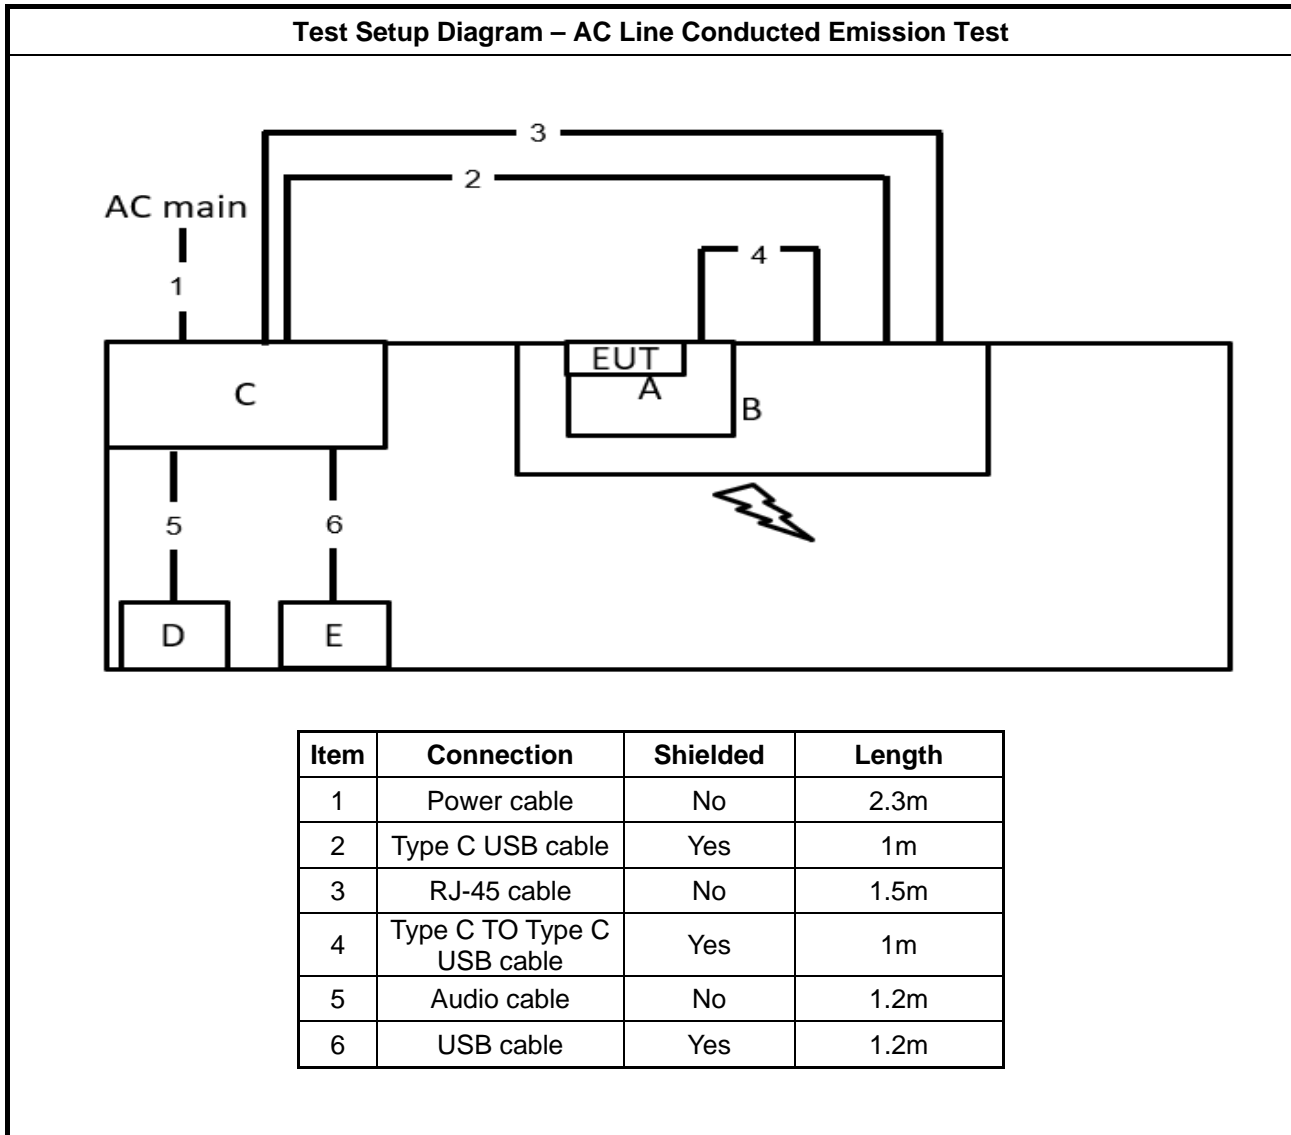 Test Setup Diagram – AC Line Conducted Emission Test
3
2
AC main
4
1
EUT
A
B
C
5
6
D
E
Item Connection Shielded Length
1 Power cable No 2.3m
2 Type C USB cable Yes 1m
3 RJ-45 cable No 1.5m
4 Type C TO Type C USB cable Yes 1m
5 Audio cable No 1.2m
6 USB cable Yes 1.2m